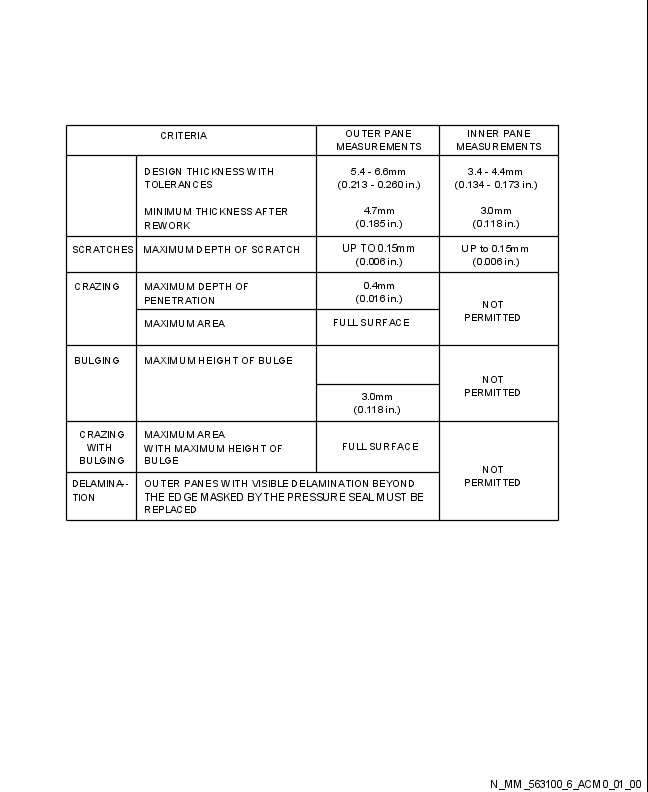 CRITERIA
OUTER PANE
MEASUREMENTS
INNER PANE
MEASUREMENTS
DESIGN THICKNESS WITH
TOLERANCES
5.4 - 6.6mm
(0.213 - 0.260 in.)
3.4 - 4.4mm
(0.134 - 0.173 in.)
MINIMUM THICKNESS AFTER
REWORK
4.7mm
(0.185 in.)
3.0mm
(0.118 in.)
SCRATCHES
MAXIMUM DEPTH OF SCRATCH
UP TO 0.15mm
(0.006 in.)
UP to 0.15mm
(0.006 in.)
CRAZING
MAXIMUM DEPTH OF
PENETRATION
0.4mm
(0.016 in.)
NOT
PERMITTED
MAXIMUM AREA
FULL SURFACE
BULGING
MAXIMUM HEIGHT OF BULGE
3.0mm
(0.118 in.)
NOT
PERMITTED
CRAZING
WITH
BULGING
MAXIMUM AREA
WITH MAXIMUM HEIGHT OF
BULGE
FULL SURFACE
NOT
PERMITTED
DELAMINA--
TION
OUTER PANES WITH VISIBLE DELAMINATION BEYOND
THE EDGE MASKED BY THE PRESSURE SEAL MUST BE
REPLACED
N_MM_563100_6_ACM0_01_00